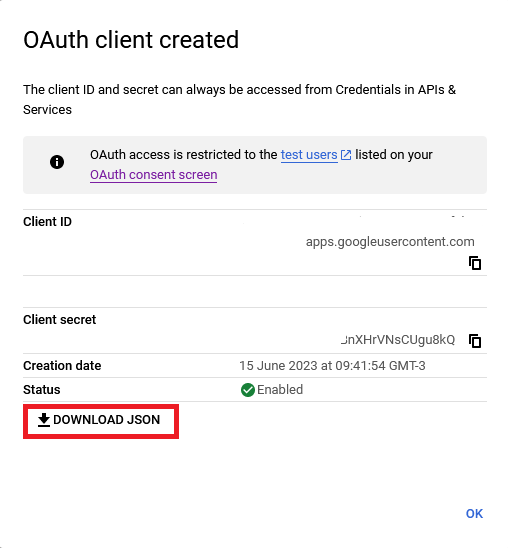 OAuth client created
The client ID and secret can always be accessed from Credentials in APIs &
Services
OAuth access is restricted to the test users listed on your
OAuth consent screen
Client ID
apps.googleusercontent.com
Client secret
nXHrVNsCUgu8kQ
Creation date 15 June 2023 at 09:41:54 GMT-3
Status Enabled
DOWNLOAD JSON
OK